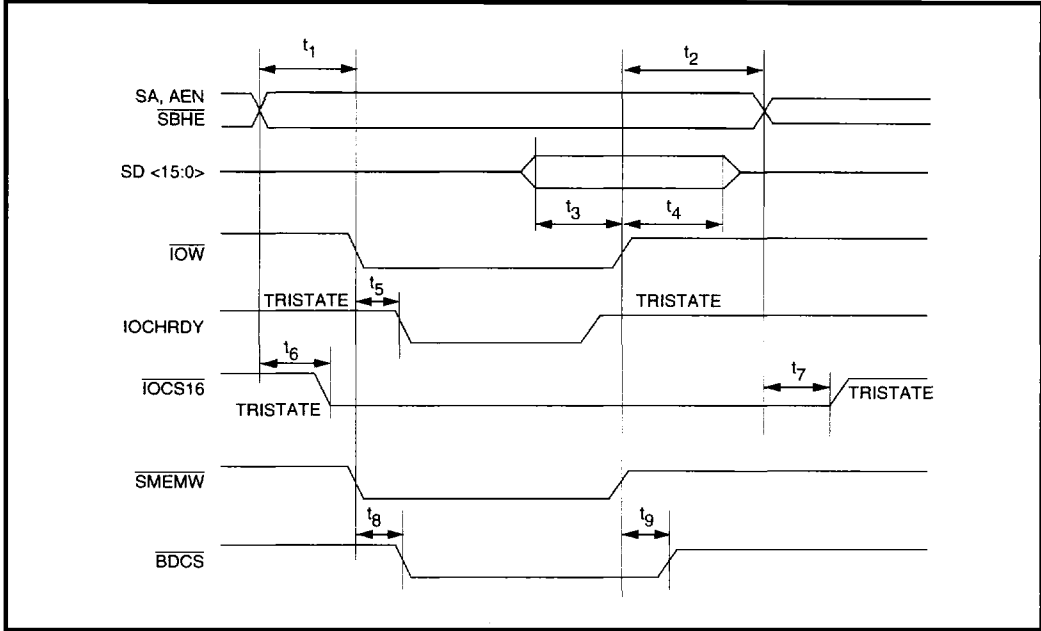 t1
t2
SA, AEN
SBHE
SD <15:0>
t3
t4
IOW
t5
TRISTATE
TRISTATE
IOCHRDY
t6
t7
IOCS16
TRISTATE
TRISTATE
SMEMW
t8
t9
BDCS